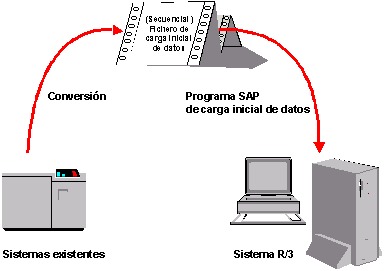 (Secuencial)
Fichero de
carga inicial
de datos
Conversión
Programa SAP
de carga inicial de datos
Sistemas existentes
Sistema R/3